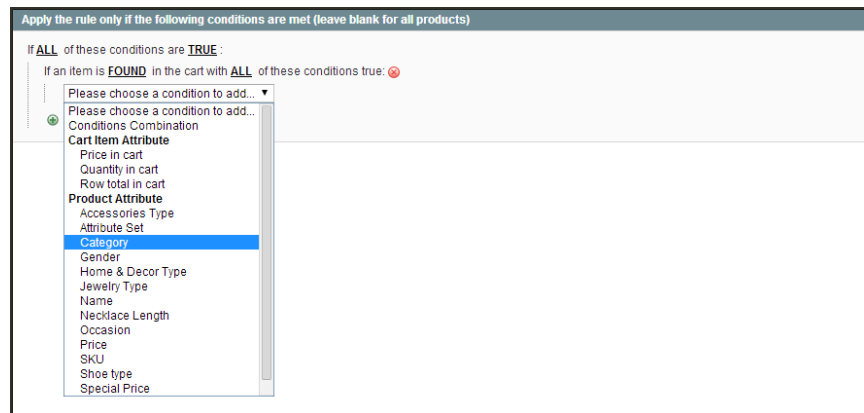 Apply the rule only if the following conditions are met (leave blank for all products)
If ALL of these conditions are TRUE :
If an item is FOUND in the cart with ALL of these conditions true:
Please choose a condition to add...
Please choose a condition to add...
Conditions Combination
Cart Item Attribute
Price in cart
Quantity in cart
Row total in cart
Product Attribute
Accessories Type
Attribute Set
Category
Gender
Home & Decor Type
Jewelry Type
Name
Necklace Length
Occasion
Price
SKU
Shoe type
Special Price